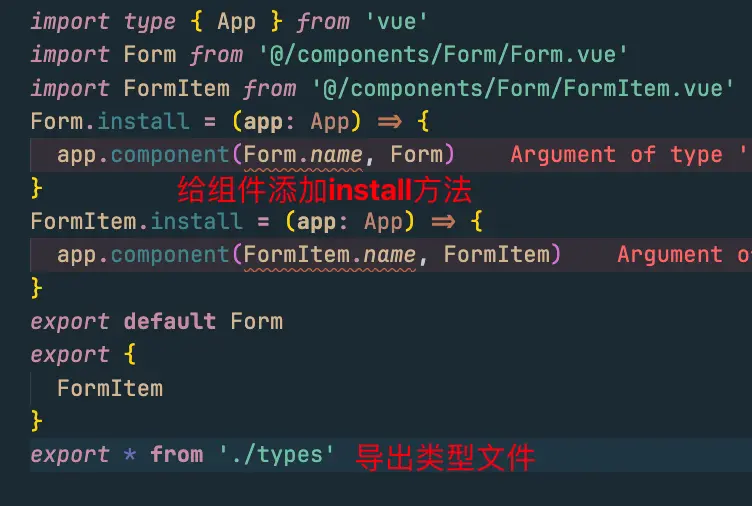 import type { App } from 'vue'
import Form from '@/components/Form/Form.vue'
import FormItem from '@/components/Form/FormItem.vue'
Form.install = (app: App) => {
  app.component(Form.name, Form)    Argument of type '
}
给组件添加install方法
FormItem.install = (app: App) => {
  app.component(FormItem.name, FormItem)    Argument of
}
export default Form
export {
  FormItem
}
export * from './types' 导出类型文件